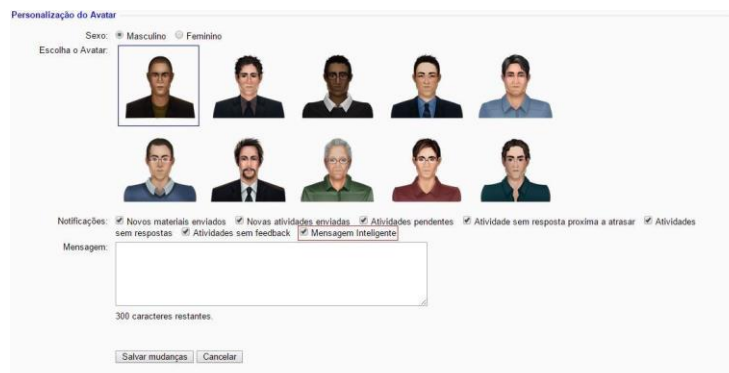 Personalização do Avatar
Sexo: Masculino Feminino
Escolha o Avatar:
Notificações: Novos materiais enviados Novas atividades enviadas Atividades pendentes Atividade sem resposta proxima a atrasar Atividades
sem respostas Atividades sem feedback Mensagem Inteligente
Mensagem:
300 caracteres restantes.
Salvar mudanças Cancelar